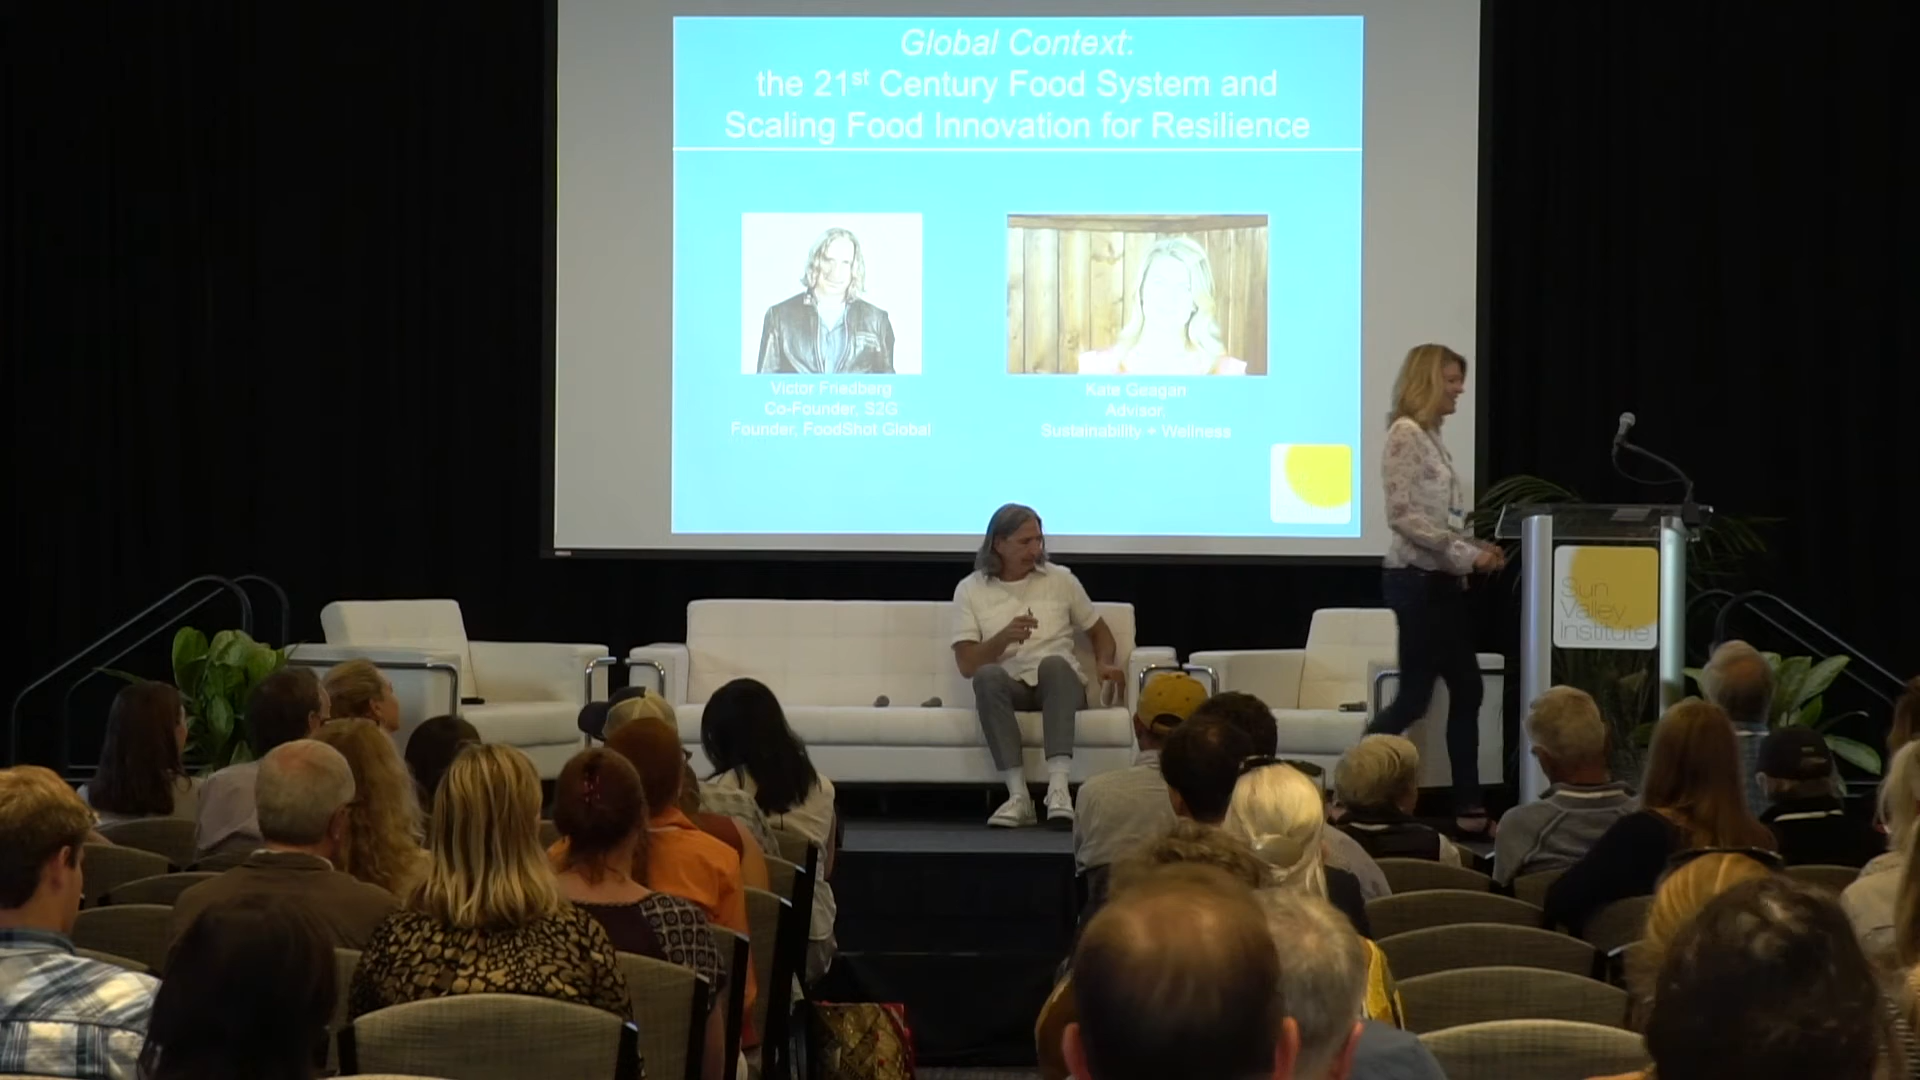 Global Context:
the 21st Century Food System and
Scaling Food Innovation for Resilience
Victor Friedberg
Co-Founder, S2G
Founder, FoodShot Global
Kate Geagan
Advisor,
Sustainability + Wellness
Sun
Valley
Institute